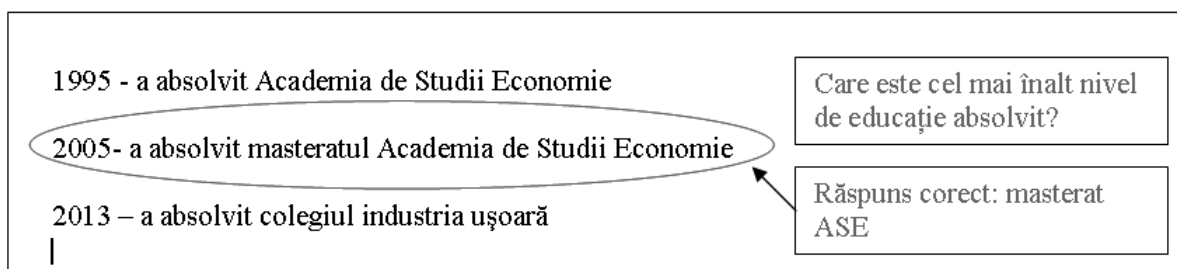 1995 - a absolvit Academia de Studii Economie
2005- a absolvit masteratul Academia de Studii Economie
2013 – a absolvit colegiul industria ușoară
Care este cel mai înalt nivel
de educație absolvit?
Răspuns corect: masterat
ASE